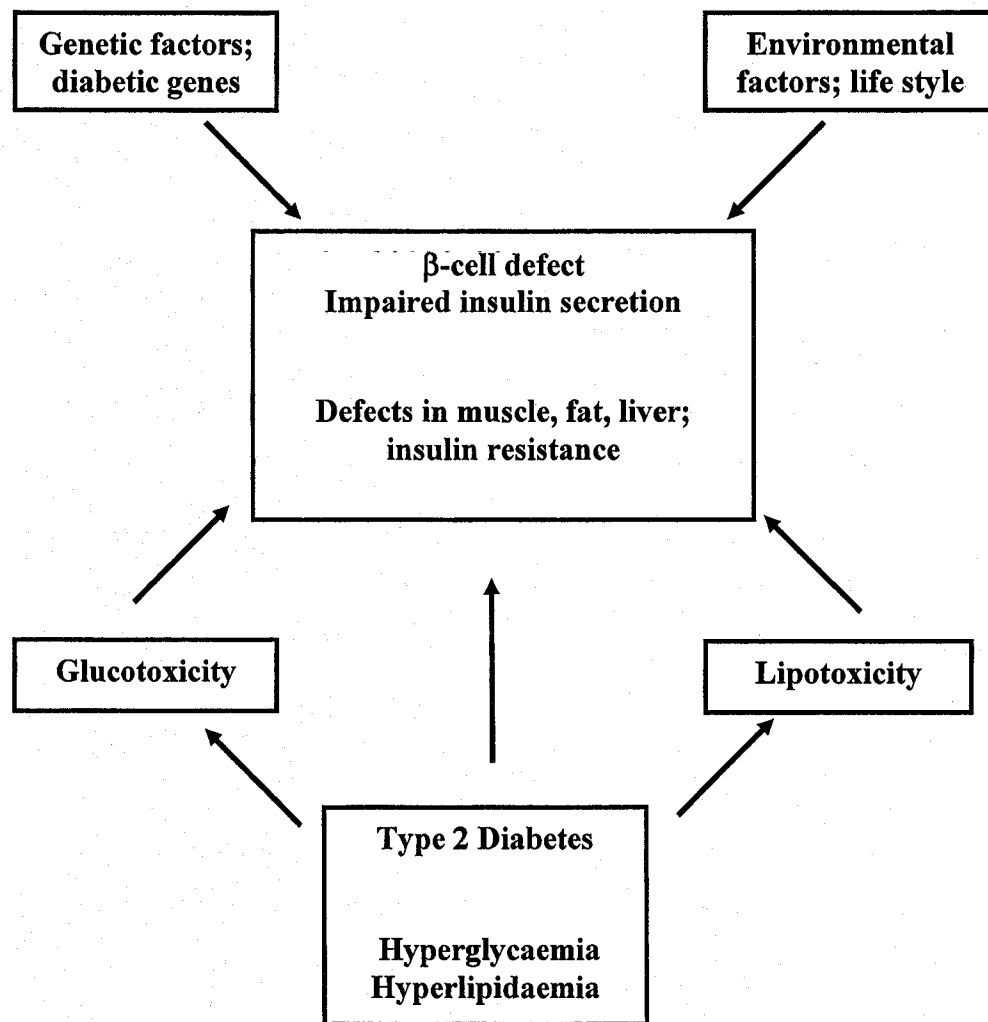 Genetic factors;
diabetic genes
Environmental
factors; life style
β-cell defect
Impaired insulin secretion
Defects in muscle, fat, liver;
insulin resistance
Glucotoxicity
Lipotoxicity
Type 2 Diabetes
Hyperglycaemia
Hyperlipidaemia